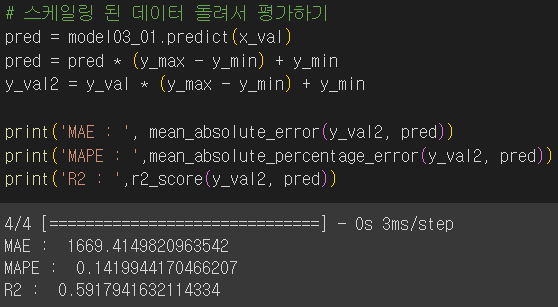 # 스케일링 된 데이터 돌려서 평가하기
pred = model03_01.predict(x_val)
pred = pred * (y_max - y_min) + y_min
y_val2 = y_val * (y_max - y_min) + y_min
print('MAE : ', mean_absolute_error(y_val2, pred))
print('MAPE : ',mean_absolute_percentage_error(y_val2, pred))
print('R2 : ',r2_score(y_val2, pred))
4/4 [==============================] - 0s 3ms/step
MAE :  1669.4149820963542
MAPE :  0.1419944170466207
R2 :  0.5917941632114334